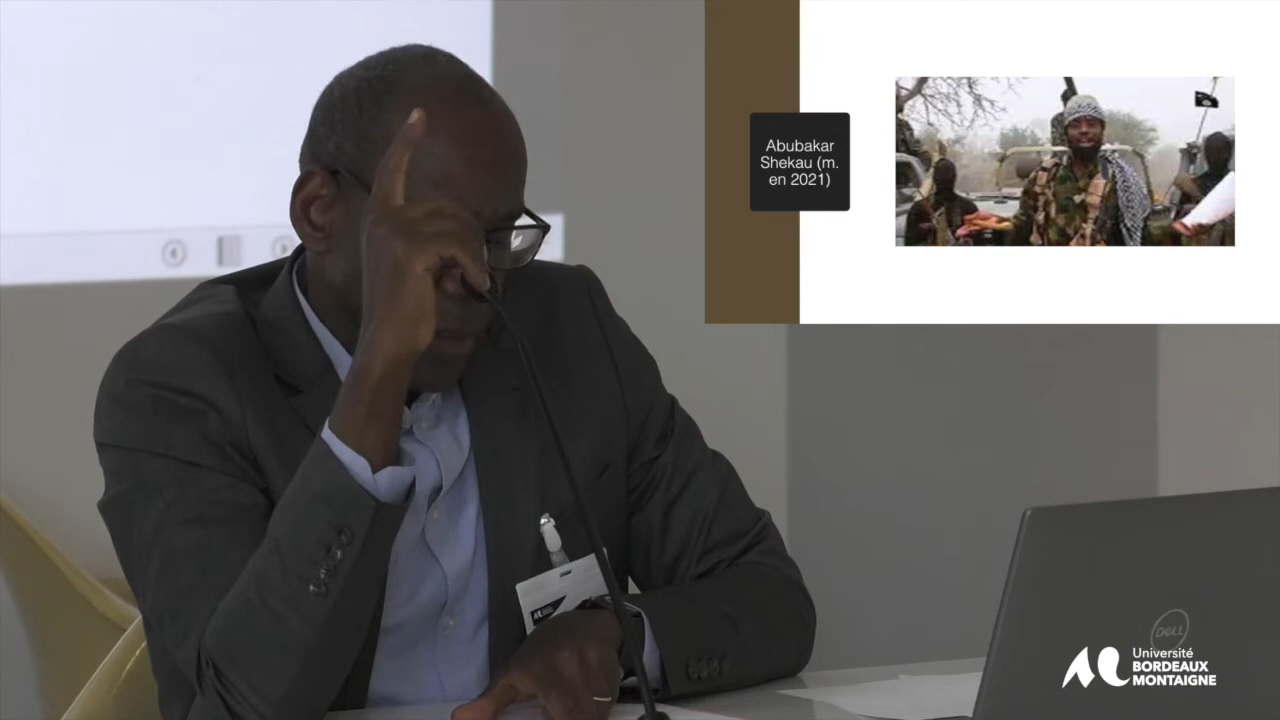 Abubakar
Shekau (m.
en 2021)
DELL
Université
BORDEAUX
MONTAIGNE